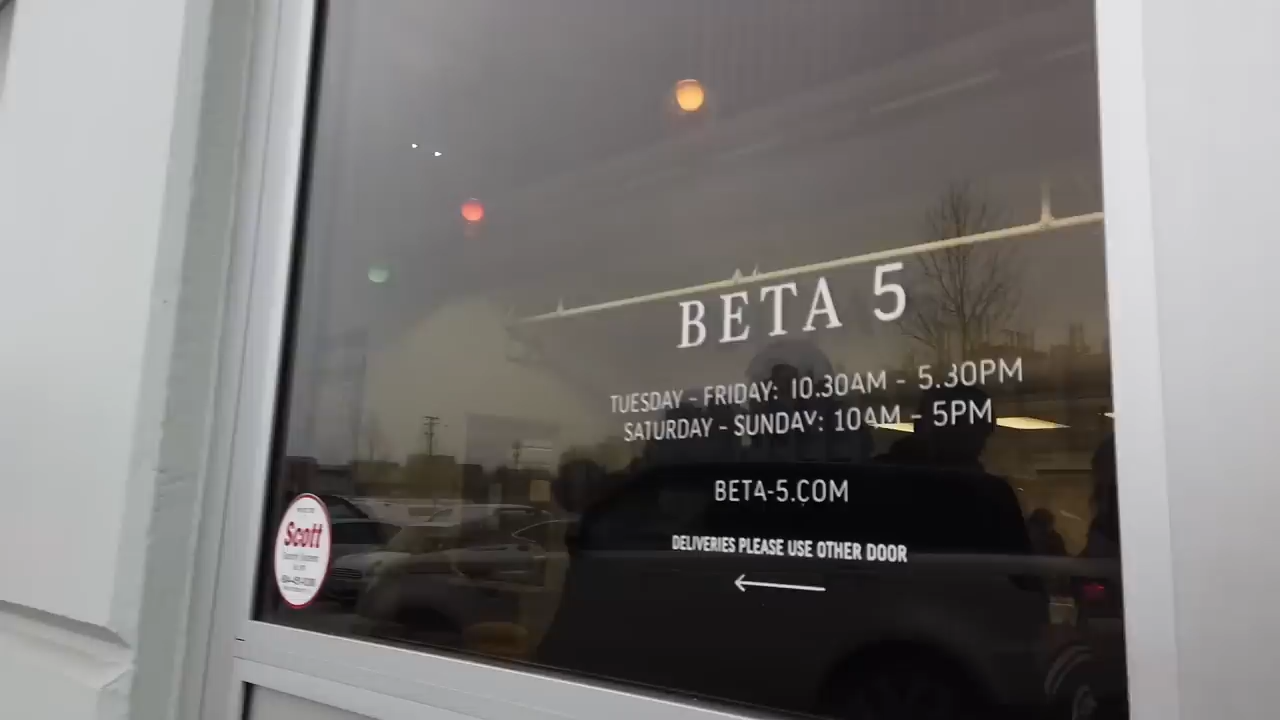 BETA 5
TUESDAY - FRIDAY: 10.30AM - 5.30PM
SATURDAY - SUNDAY: 10AM - 5PM
BETA-5.COM
DELIVERIES PLEASE USE OTHER DOOR
Scott